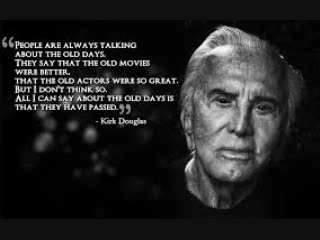 “PEOPLE ARE ALWAYS TALKING
ABOUT THE OLD DAYS.
THEY SAY THAT THE OLD MOVIES
WERE BETTER,
THAT THE OLD ACTORS WERE SO GREAT.
BUT I DON'T THINK SO.
ALL I CAN SAY ABOUT THE OLD DAYS IS
THAT THEY HAVE PASSED.”
- Kirk Douglas